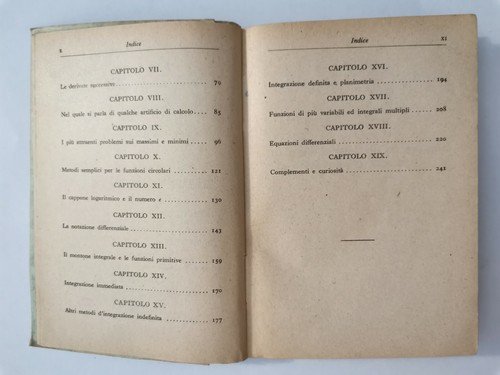 x
Indice
CAPITOLO VII.
Le derivate successive 70
CAPITOLO VIII.
Nel quale si parla di qualche artificio di calcolo 85
CAPITOLO IX.
I più attraenti problemi sui massimi e minimi 96
CAPITOLO X.
Metodi semplici per le funzioni circolari 121
CAPITOLO XI.
Il cappone logaritmico e il numero e 130
CAPITOLO XII.
La notazione differenziale 143
CAPITOLO XIII.
Il montone integrale e le funzioni primitive 159
CAPITOLO XIV.
Integrazione immediata 170
CAPITOLO XV.
Altri metodi d'integrazione indefinita 177
Indice
XI
CAPITOLO XVI.
Integrazione definita e planimetria 194
CAPITOLO XVII.
Funzioni di più variabili ed integrali multipli 208
CAPITOLO XVIII.
Equazioni differenziali 220
CAPITOLO XIX.
Complementi e curiosità 241